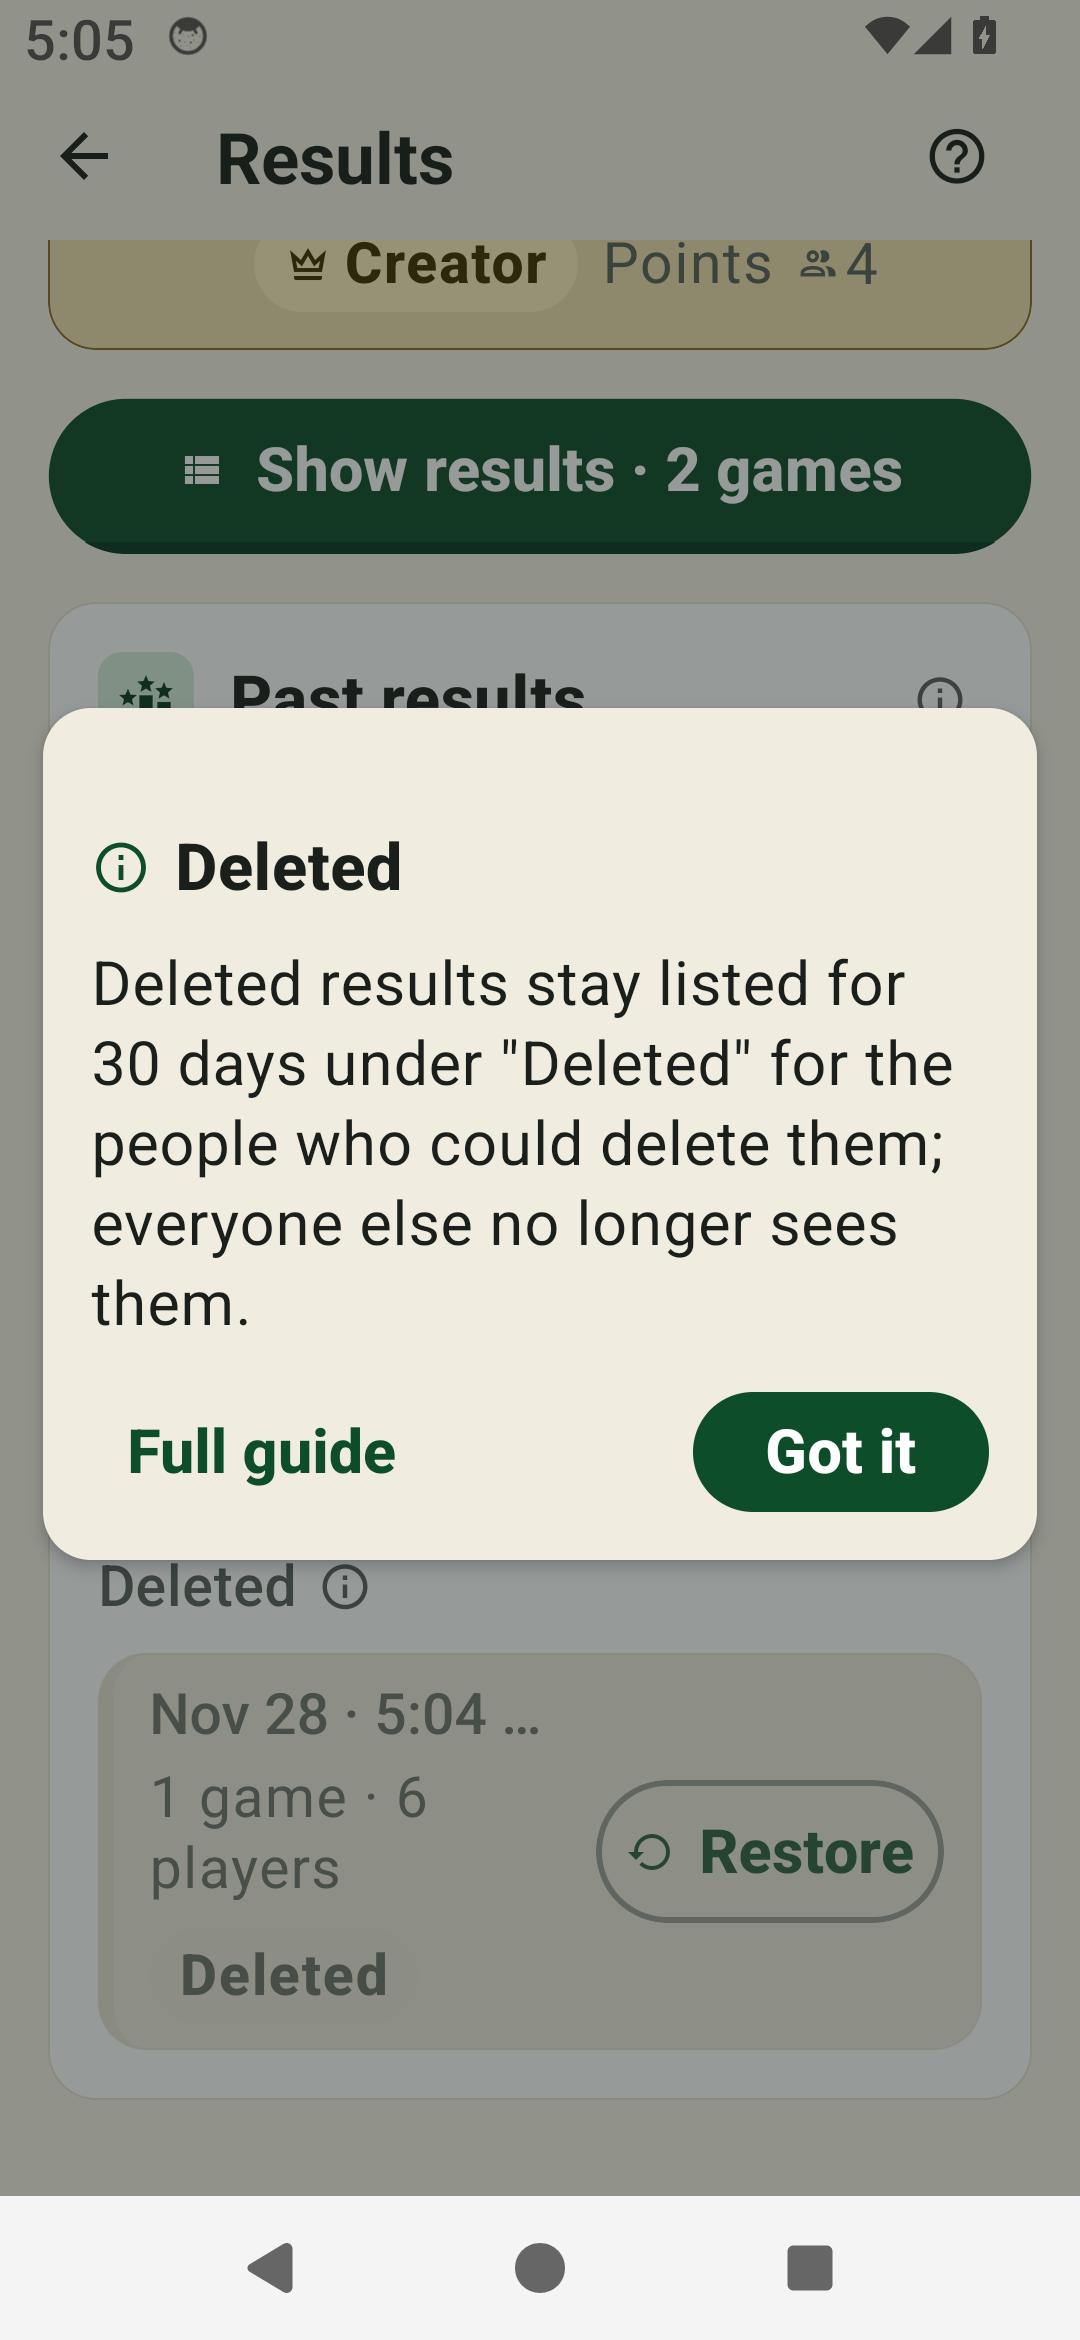 5:05
Results
Creator Points 4
Show results · 2 games
Past results
Deleted
Deleted results stay listed for
30 days under "Deleted" for the
people who could delete them;
everyone else no longer sees
them.
Full guide Got it
Deleted
Nov 28 · 5:04 …
1 game · 6
players
Restore
Deleted